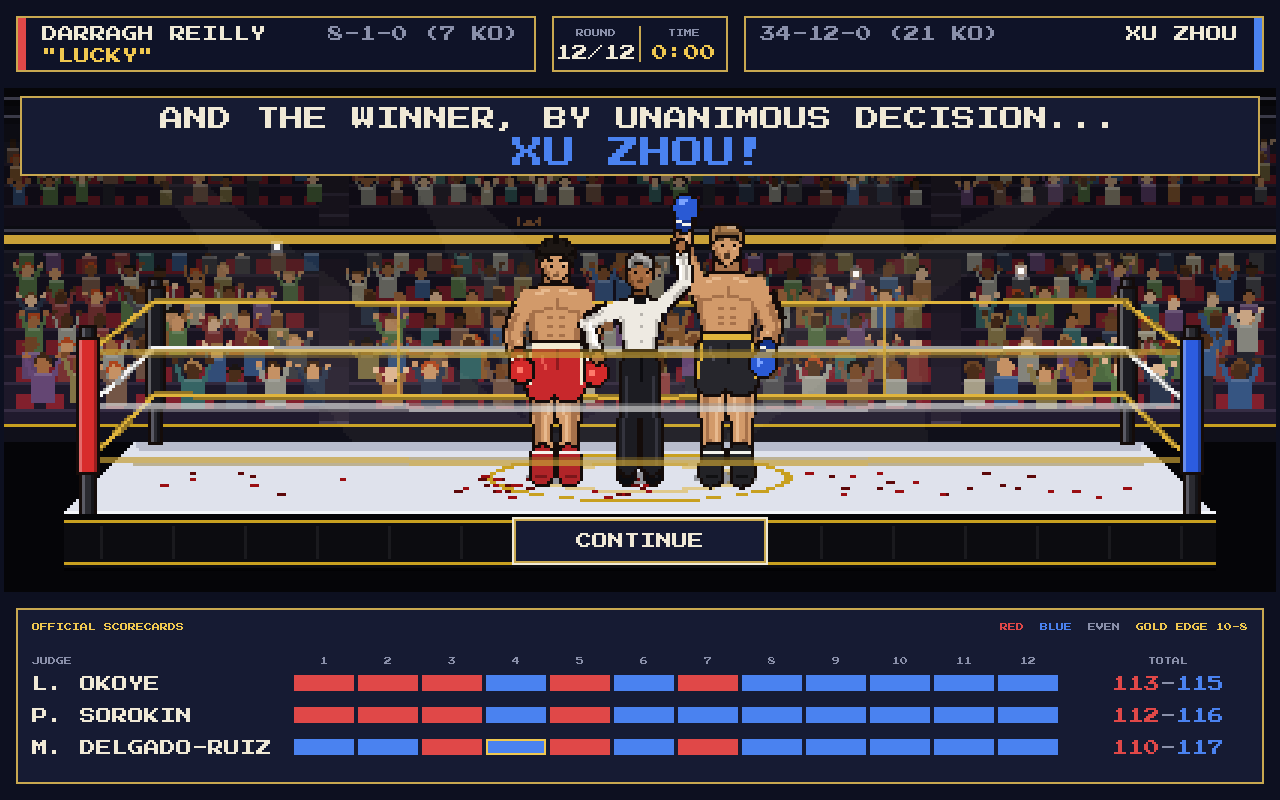 DARRAGH REILLY 8-1-0 (7 KO)
"LUCKY"
ROUND TIME
12/12 0:00
34-12-0 (21 KO) XU ZHOU
AND THE WINNER, BY UNANIMOUS DECISION...
XU ZHOU!
CONTINUE
OFFICIAL SCORECARDS RED BLUE EVEN GOLD EDGE 10-8
JUDGE 1 2 3 4 5 6 7 8 9 10 11 12 TOTAL
L. OKOYE 113-115
P. SOROKIN 112-116
M. DELGADO-RUIZ 110-117